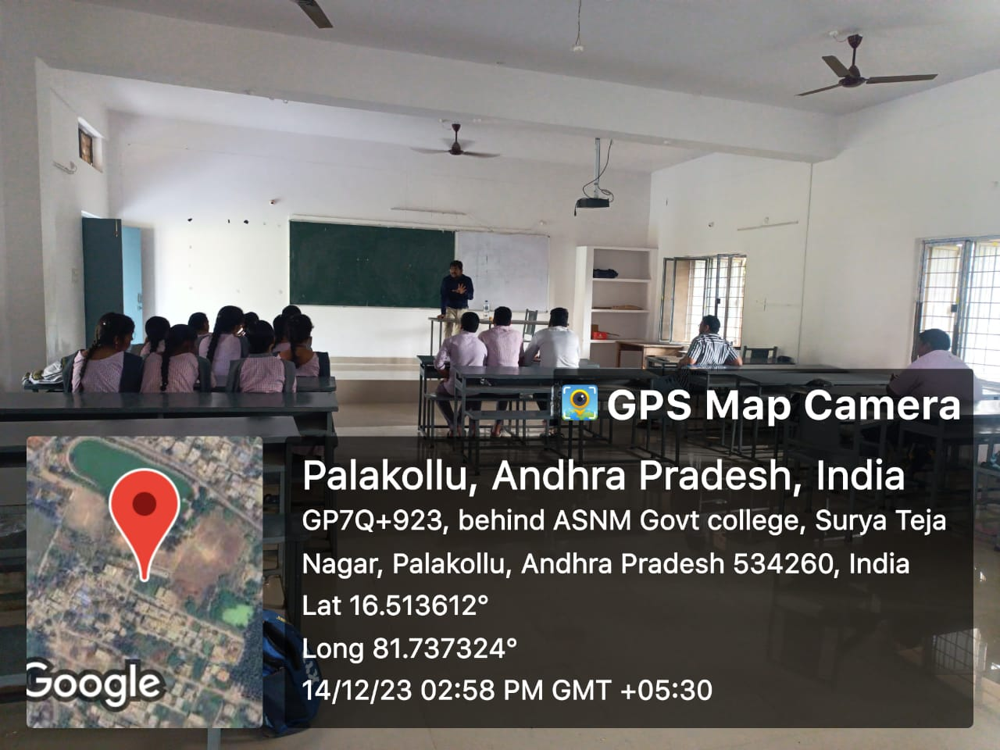 GPS Map Camera
Palakollu, Andhra Pradesh, India
GP7Q+923, behind ASNM Govt college, Surya Teja
Nagar, Palakollu, Andhra Pradesh 534260, India
Lat 16.513612°
Long 81.737324°
14/12/23 02:58 PM GMT +05:30
Google